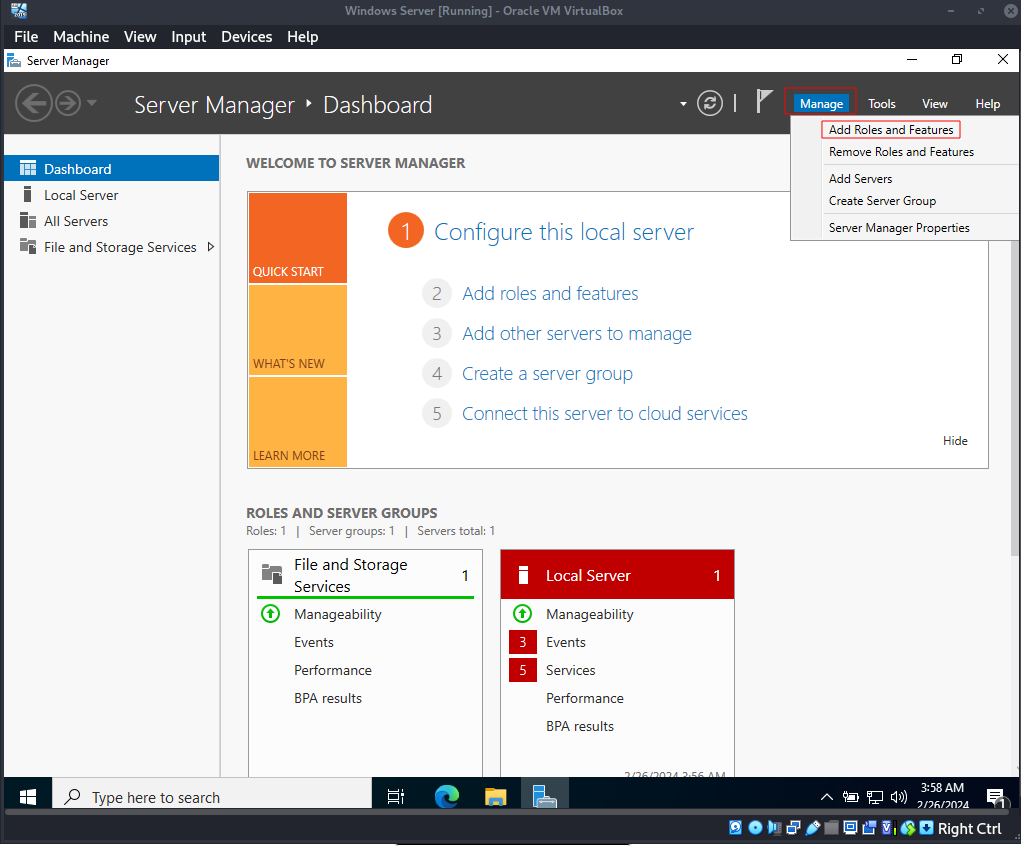 Windows Server [Running] - Oracle VM VirtualBox
File Machine View Input Devices Help
Server Manager
Server Manager Dashboard
Manage Tools View Help
Add Roles and Features
Remove Roles and Features
Add Servers
Create Server Group
Server Manager Properties
Dashboard
Local Server
All Servers
File and Storage Services
WELCOME TO SERVER MANAGER
QUICK START
WHAT'S NEW
LEARN MORE
1 Configure this local server
2 Add roles and features
3 Add other servers to manage
4 Create a server group
5 Connect this server to cloud services
Hide
ROLES AND SERVER GROUPS
Roles: 1 | Server groups: 1 | Servers total: 1
File and Storage
Services
1
Manageability
Events
Performance
BPA results
Local Server 1
Manageability
3 Events
5 Services
Performance
BPA results
2/26/2024 3:56 AM
Type here to search
3:58 AM
2/26/2024
1
Right Ctrl